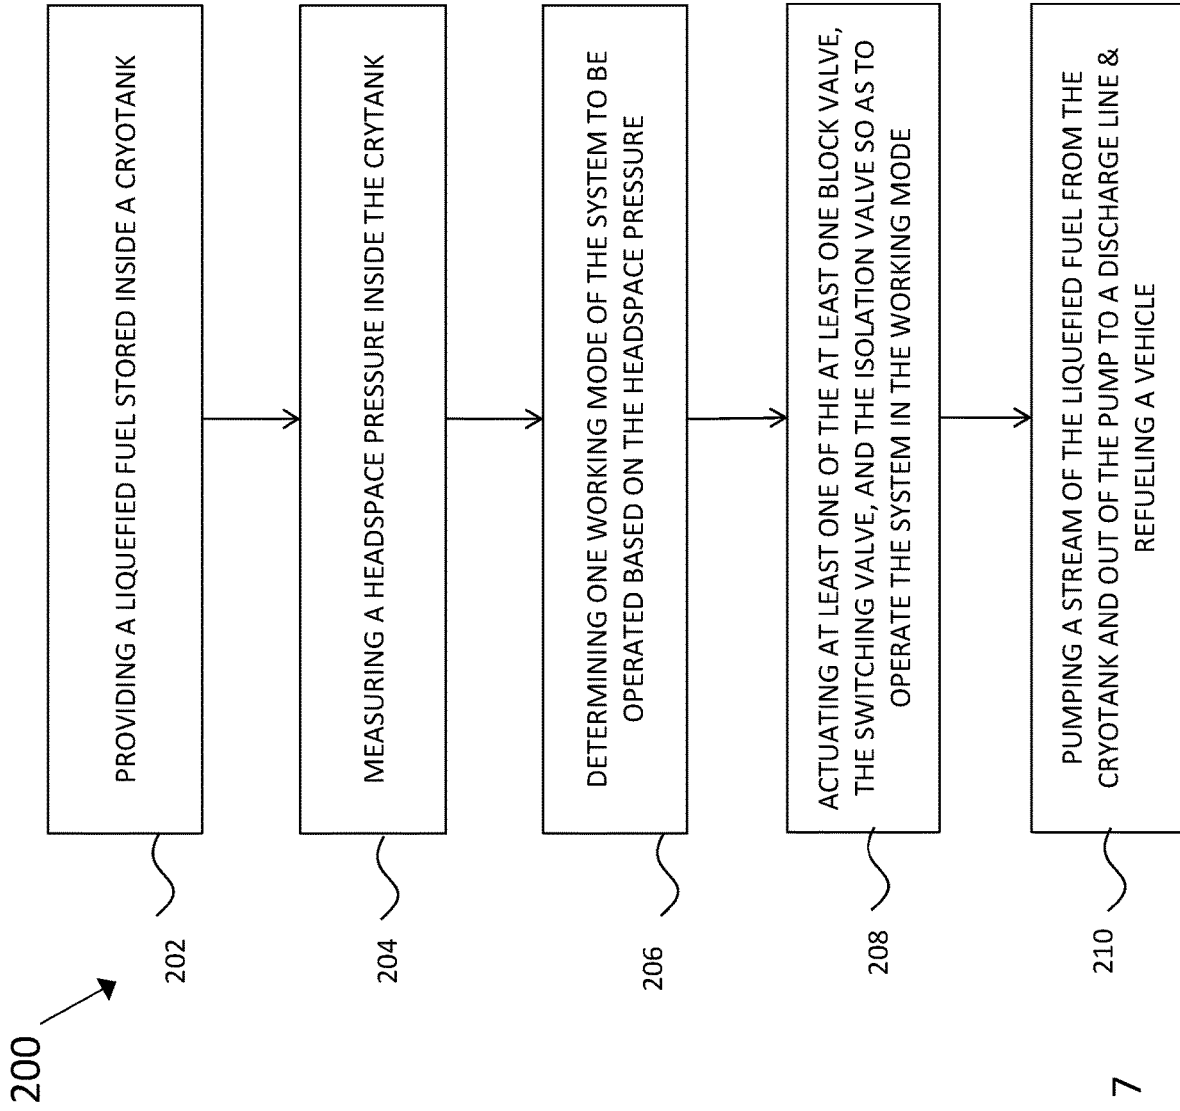 200
202
PROVIDING A LIQUEFIED FUEL STORED INSIDE A CRYOTANK
204
MEASURING A HEADSPACE PRESSURE INSIDE THE CRYTANK
206
DETERMINING ONE WORKING MODE OF THE SYSTEM TO BE
OPERATED BASED ON THE HEADSPACE PRESSURE
208
ACTUATING AT LEAST ONE OF THE AT LEAST ONE BLOCK VALVE,
THE SWITCHING VALVE, AND THE ISOLATION VALVE SO AS TO
OPERATE THE SYSTEM IN THE WORKING MODE
210
PUMPING A STREAM OF THE LIQUEFIED FUEL FROM THE
CRYOTANK AND OUT OF THE PUMP TO A DISCHARGE LINE &
REFUELING A VEHICLE
7